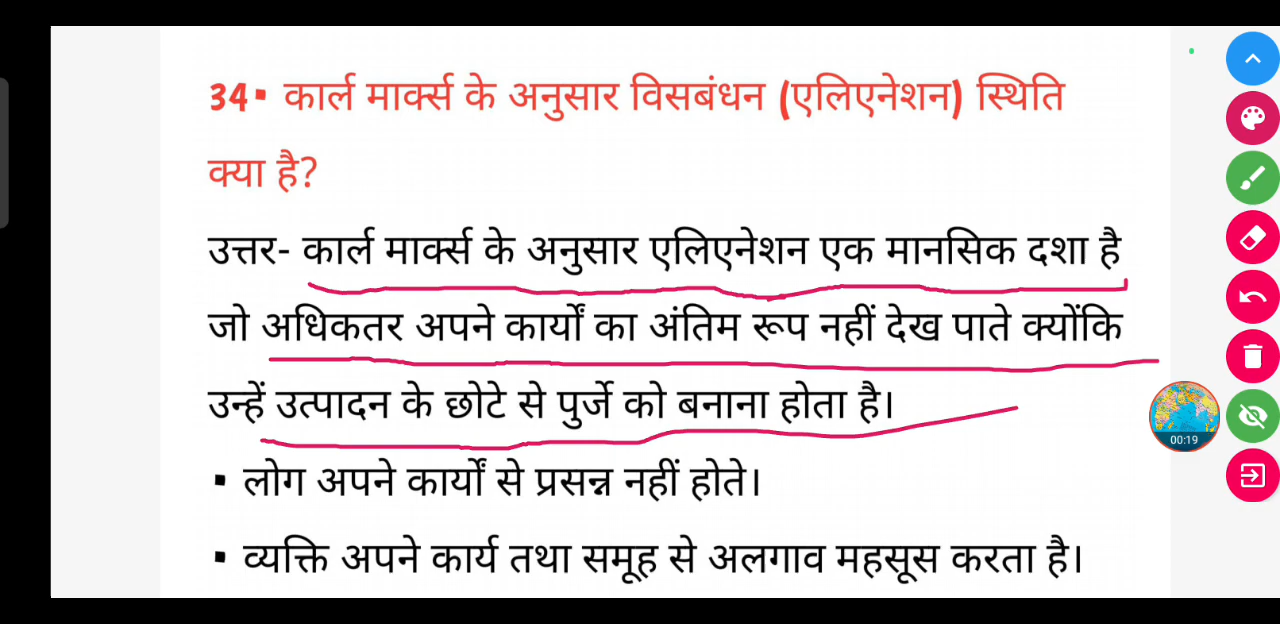 34▪ कार्ल मार्क्स के अनुसार विसबंधन (एलिएनेशन) स्थिति
क्या है?
उत्तर- कार्ल मार्क्स के अनुसार एलिएनेशन एक मानसिक दशा है
जो अधिकतर अपने कार्यों का अंतिम रूप नहीं देख पाते क्योंकि
उन्हें उत्पादन के छोटे से पुर्जे को बनाना होता है।
▪ लोग अपने कार्यों से प्रसन्न नहीं होते।
▪ व्यक्ति अपने कार्य तथा समूह से अलगाव महसूस करता है।
00:19